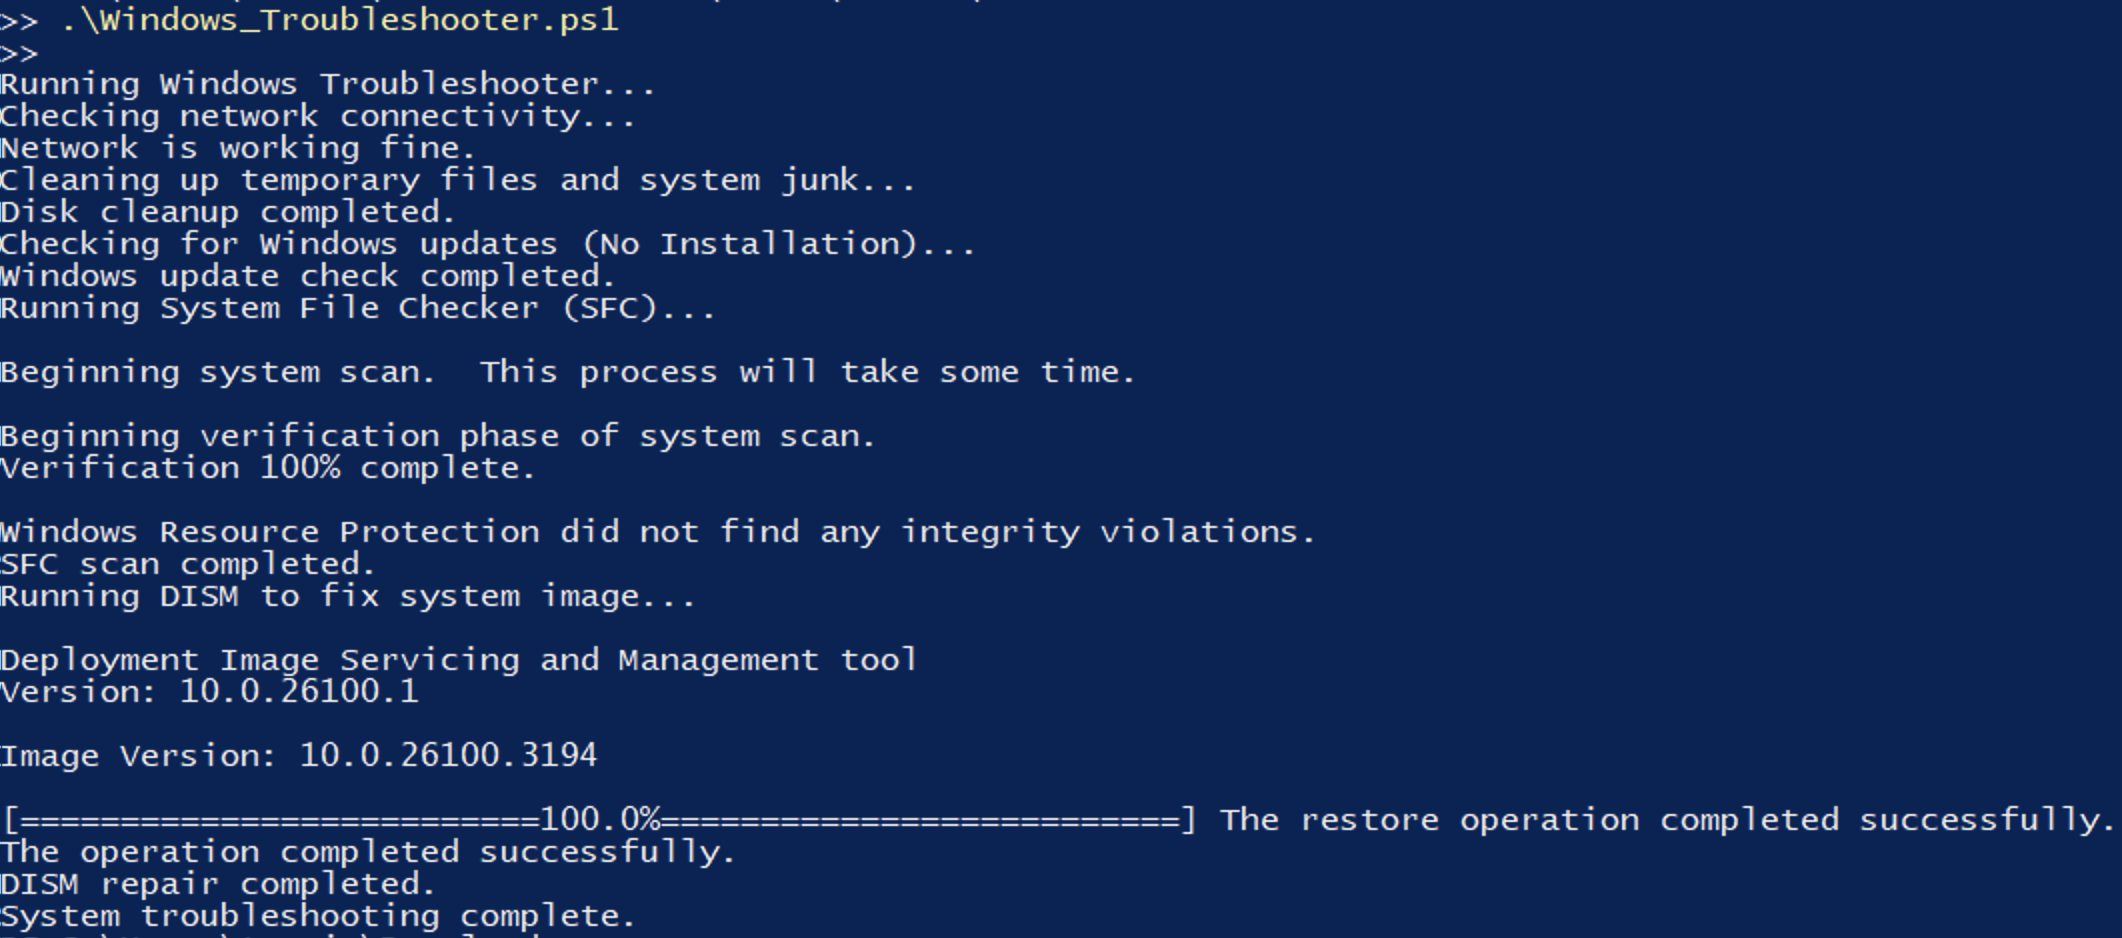 >> .\Windows_Troubleshooter.ps1
>>
Running Windows Troubleshooter...
Checking network connectivity...
Network is working fine.
Cleaning up temporary files and system junk...
Disk cleanup completed.
Checking for Windows updates (No Installation)...
Windows update check completed.
Running System File Checker (SFC)...
Beginning system scan.  This process will take some time.
Beginning verification phase of system scan.
Verification 100% complete.
Windows Resource Protection did not find any integrity violations.
SFC scan completed.
Running DISM to fix system image...
Deployment Image Servicing and Management tool
Version: 10.0.26100.1
Image Version: 10.0.26100.3194
[==========================100.0%==========================] The restore operation completed successfully.
The operation completed successfully.
DISM repair completed.
System troubleshooting complete.